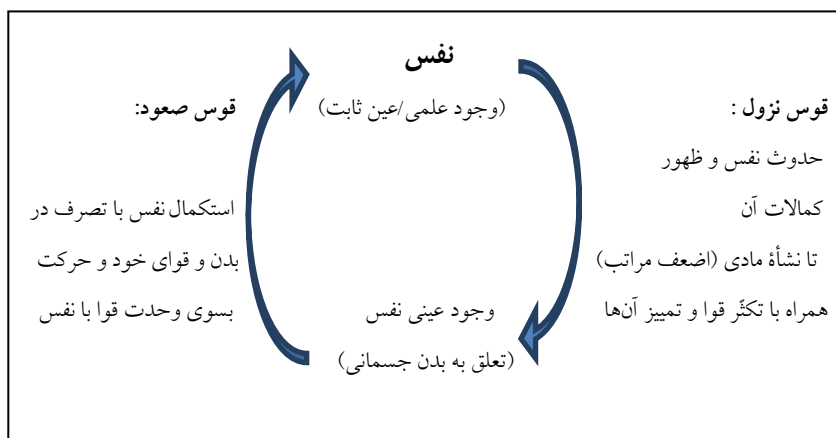 نفس
(وجود علمی/عین ثابت)
قوس نزول :
حدوث نفس و ظهور
کمالات آن
تا نشأۀ مادی (اضعف مراتب)
همراه با تکثّر قوا و تمییز آن‌ها
وجود عینی نفس
(تعلق به بدن جسمانی)
قوس صعود:
استکمال نفس با تصرف در
بدن و قوای خود و حرکت
بسوی وحدت قوا با نفس